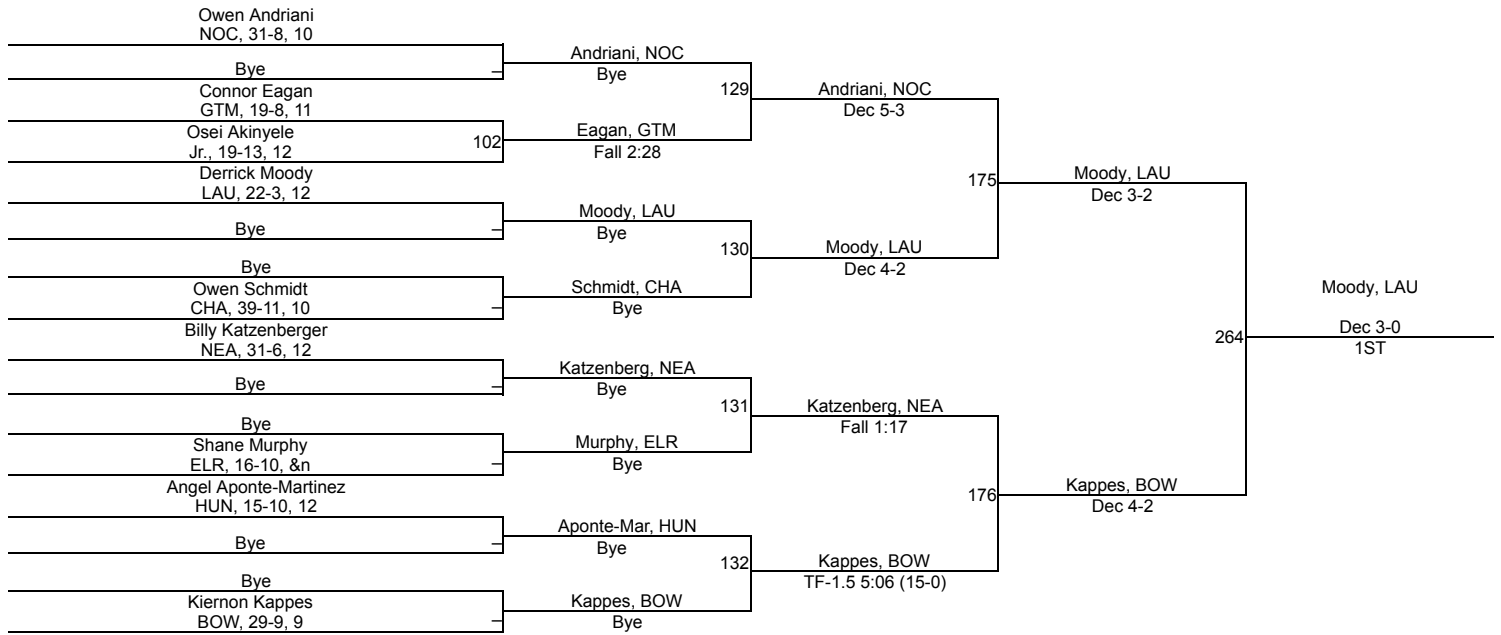 Owen Andriani
NOC, 31-8, 10
Bye
Connor Eagan
GTM, 19-8, 11
Osei Akinyele
Jr., 19-13, 12
Derrick Moody
LAU, 22-3, 12
Bye
Bye
Owen Schmidt
CHA, 39-11, 10
Billy Katzenberger
NEA, 31-6, 12
Bye
Bye
Shane Murphy
ELR, 16-10, &n
Angel Aponte-Martinez
HUN, 15-10, 12
Bye
Bye
Kiernon Kappes
BOW, 29-9, 9
–
102
–
–
–
–
–
–
Andriani, NOC
Bye
Eagan, GTM
Fall 2:28
Moody, LAU
Bye
Schmidt, CHA
Bye
Katzenberg, NEA
Bye
Murphy, ELR
Bye
Aponte-Mar, HUN
Bye
Kappes, BOW
Bye
129
130
131
132
Andriani, NOC
Dec 5-3
Moody, LAU
Dec 4-2
Katzenberg, NEA
Fall 1:17
Kappes, BOW
TF-1.5 5:06 (15-0)
175
176
Moody, LAU
Dec 3-2
Kappes, BOW
Dec 4-2
264
Moody, LAU
Dec 3-0
1ST